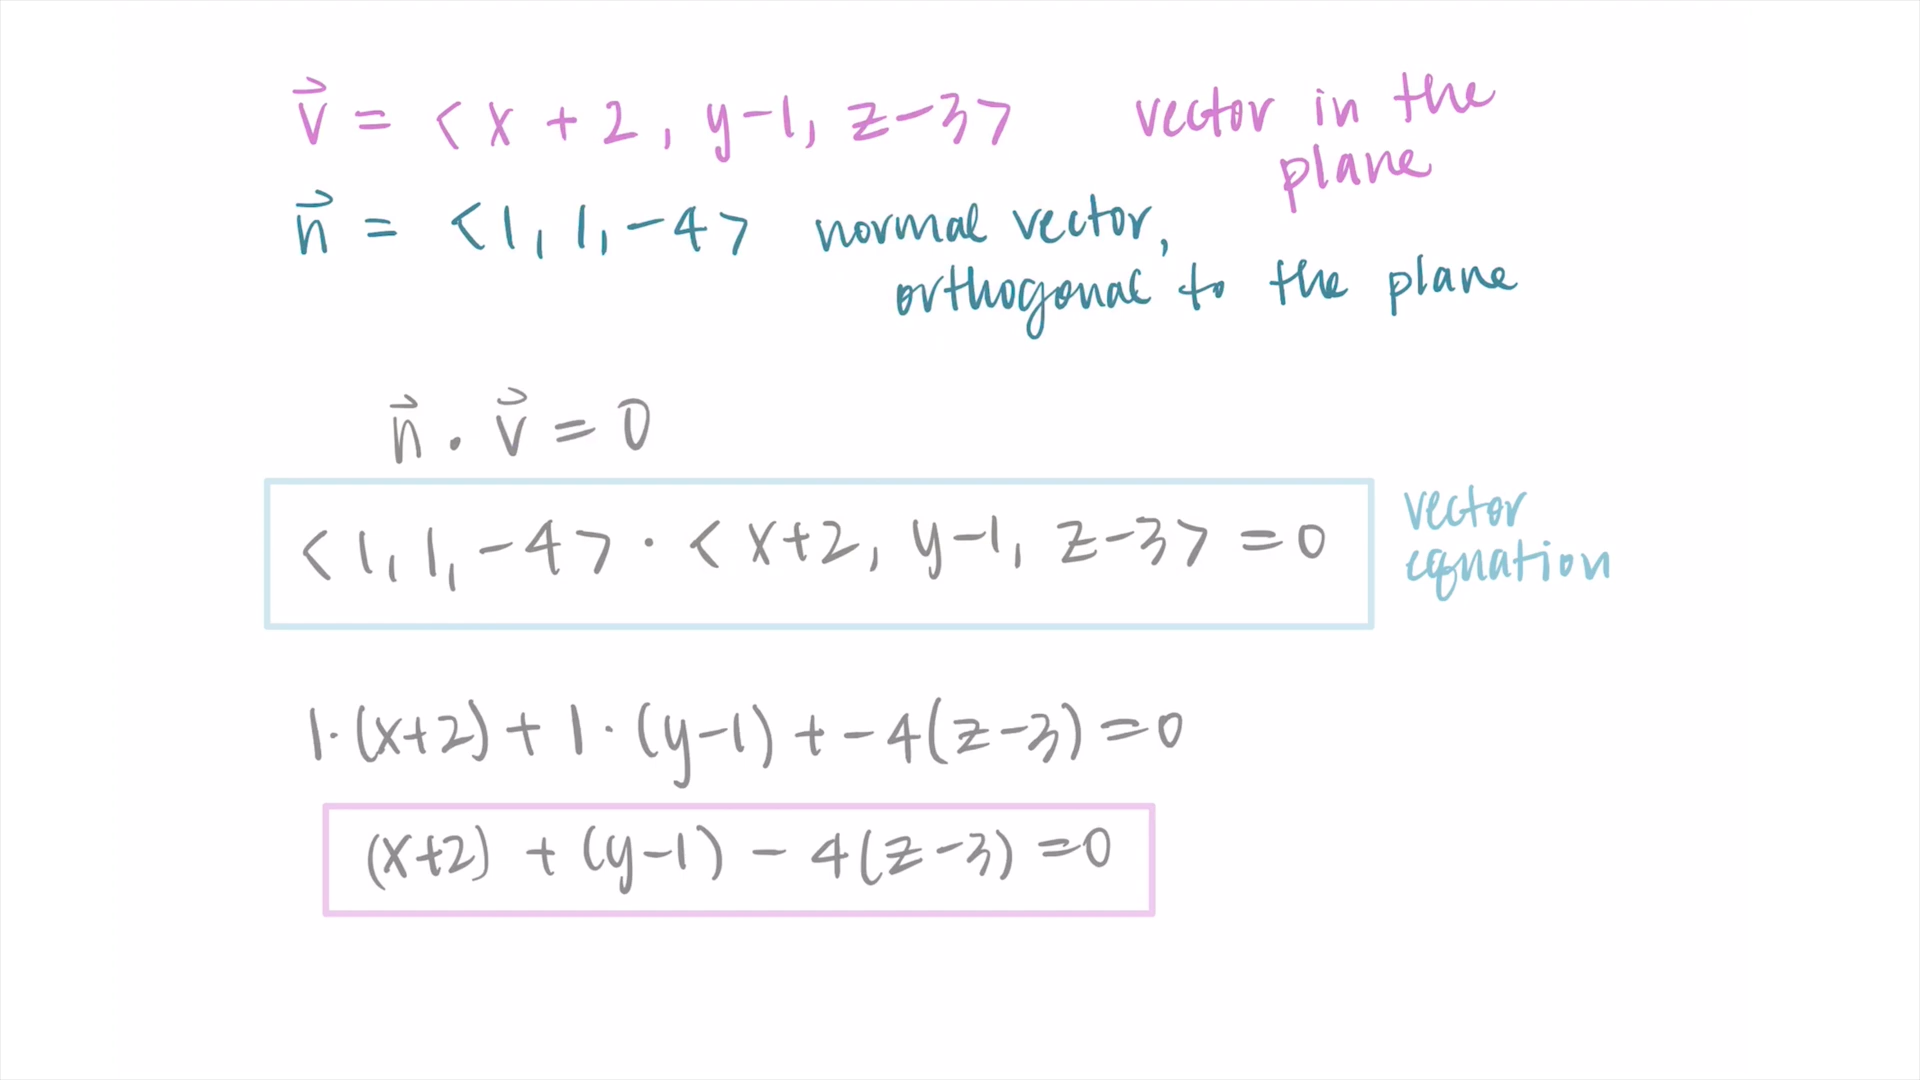 v⃗ = < x + 2, y-1, z-3> vector in the
plane
n⃗ = <1, 1, -4> normal vector,
orthogonal to the plane
n⃗ · v⃗ = 0
<1, 1, -4> · < x+2, y-1, z-3> = 0
vector
equation
1·(x+2) + 1·(y-1) + -4(z-3) = 0
(x+2) + (y-1) - 4(z-3) = 0